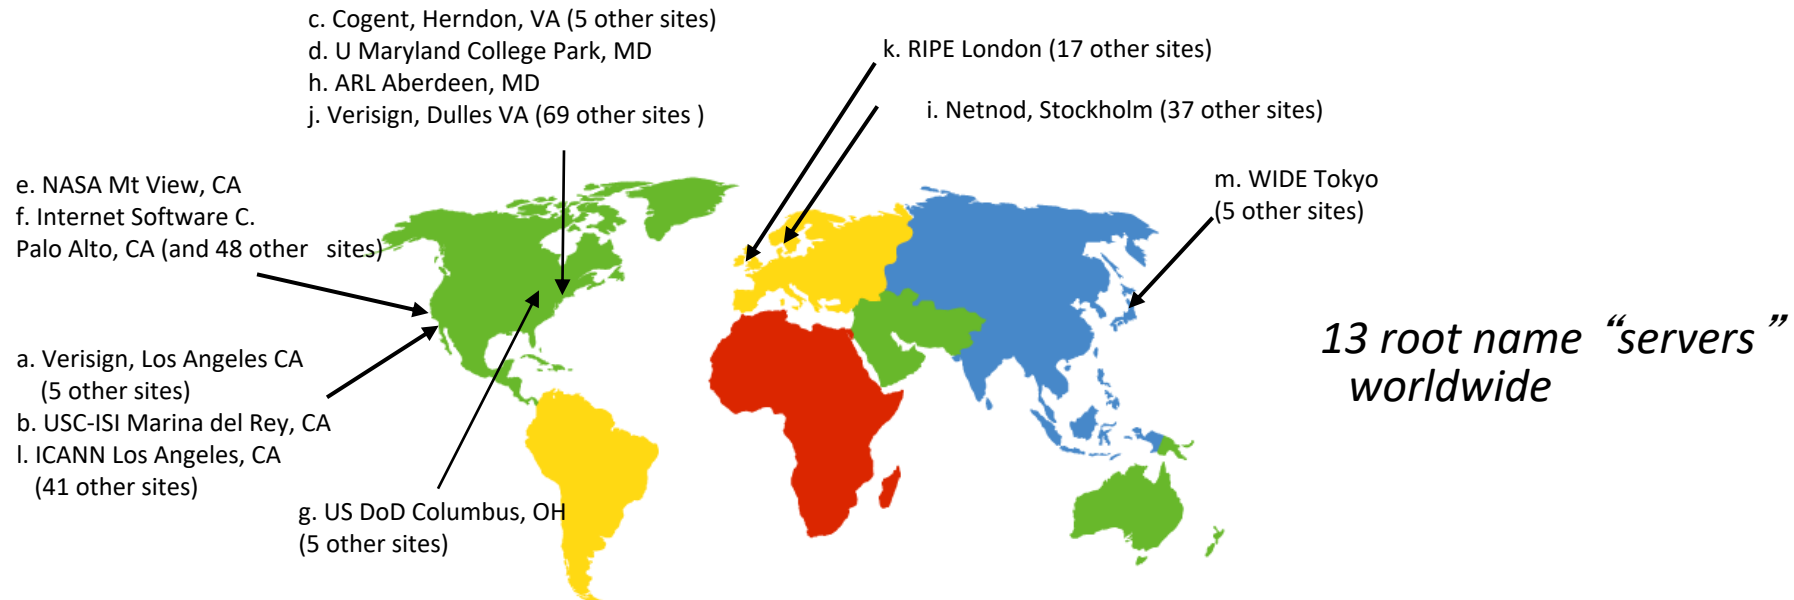 c. Cogent, Herndon, VA (5 other sites)
d. U Maryland College Park, MD
h. ARL Aberdeen, MD
j. Verisign, Dulles VA (69 other sites )
k. RIPE London (17 other sites)
i. Netnod, Stockholm (37 other sites)
m. WIDE Tokyo
(5 other sites)
e. NASA Mt View, CA
f. Internet Software C.
Palo Alto, CA (and 48 other sites)
a. Verisign, Los Angeles CA
(5 other sites)
b. USC-ISI Marina del Rey, CA
l. ICANN Los Angeles, CA
(41 other sites)
g. US DoD Columbus, OH
(5 other sites)
13 root name “servers”
worldwide